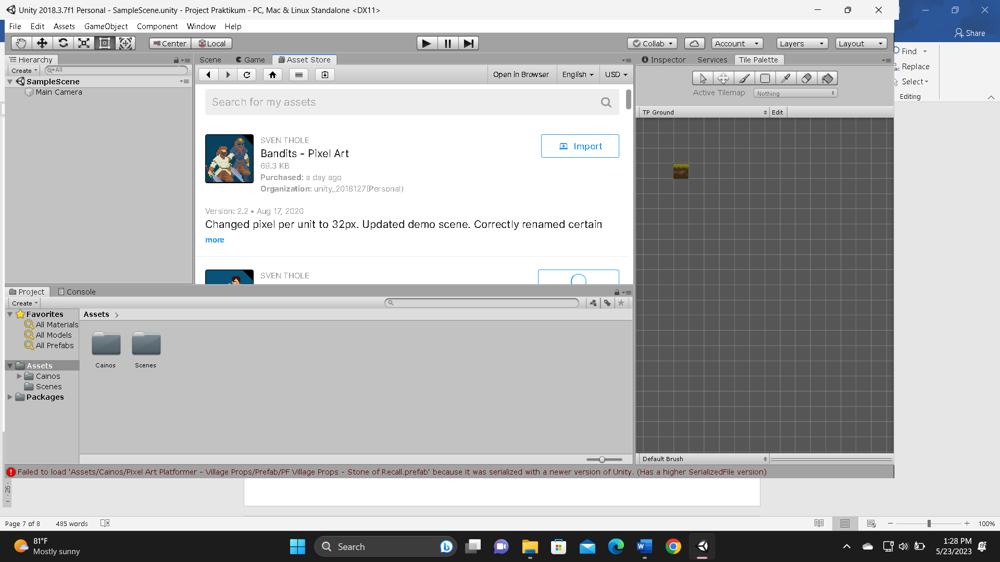 Unity 2018.3.7f1 Personal - SampleScene.unity - Project Praktikum - PC, Mac & Linux Standalone <DX11>
File Edit Assets GameObject Component Window Help
Share
Center Local
Collab Account Layers Layout
Find
Replace
Select
Editing
Hierarchy
Create All
SampleScene
Main Camera
Scene Game Asset Store
Open in Browser English USD
Search for my assets
SVEN THOLE
Bandits - Pixel Art
69.3 KB
Purchased: a day ago
Organization: unity_2018127(Personal)
Import
Version: 2.2 • Aug 17, 2020
Changed pixel per unit to 32px. Updated demo scene. Correctly renamed certain
more
SVEN THOLE
Inspector Services Tile Palette
Active Tilemap Nothing
TP Ground Edit
Default Brush
Project Console
Create
Favorites
All Materials
All Models
All Prefabs
Assets
Cainos
Scenes
Packages
Assets
Cainos Scenes
Failed to load 'Assets/Cainos/Pixel Art Platformer - Village Props/Prefab/PF Village Props - Stone of Recall.prefab' because it was serialized with a newer version of Unity. (Has a higher SerializedFile version)
26
Page 7 of 8 485 words 100%
81°F
Mostly sunny
Search
1:28 PM
5/23/2023